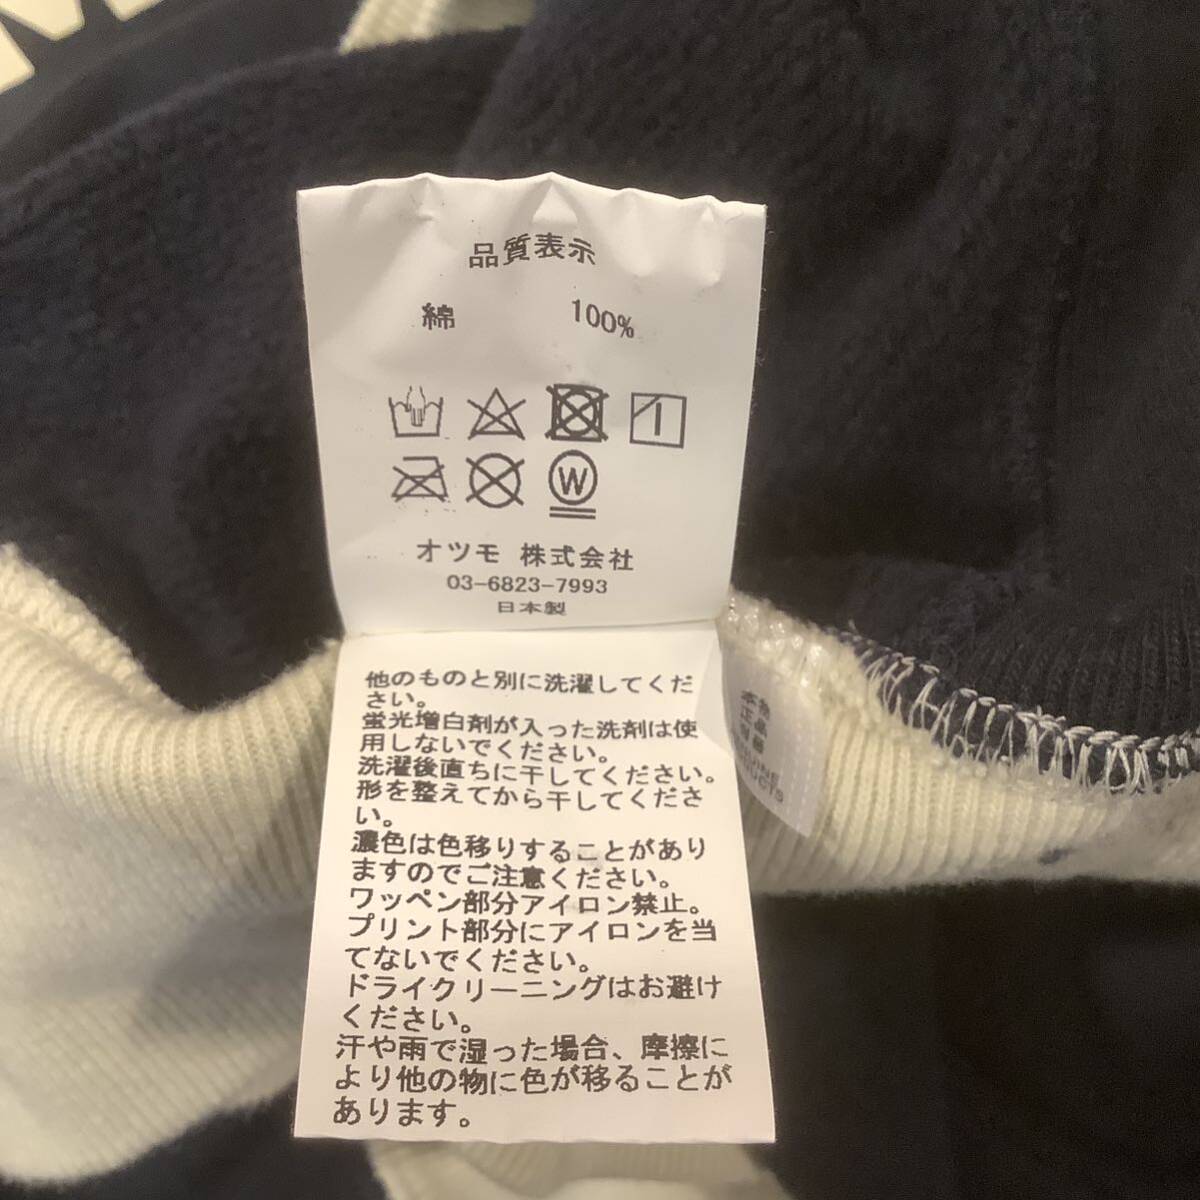 品質表示
綿 100%
W
オツモ 株式会社
03-6823-7993
日本製
他のものと別に洗濯してくだ
さい。
蛍光増白剤が入った洗剤は使
用しないでください。
洗濯後直ちに干してください。
形を整えてから干してくださ
い。
濃色は色移りすることがあり
ますのでご注意ください。
ワッペン部分アイロン禁止。
プリント部分にアイロンを当
てないでください。
ドライクリーニングはお避け
ください。
汗や雨で湿った場合、摩擦に
より他の物に色が移ることが
あります。